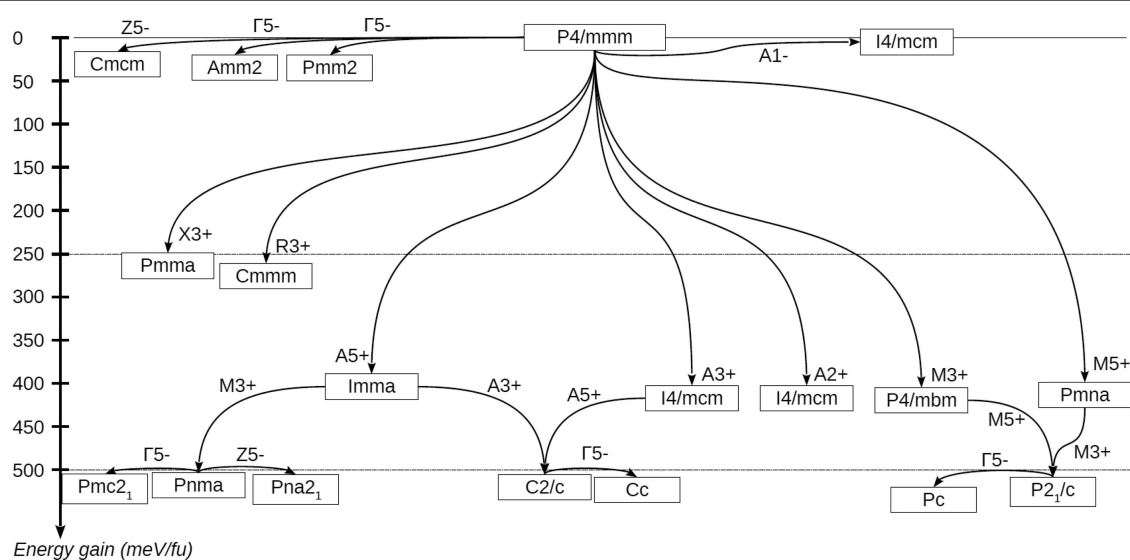 Z5-
Γ5-
Γ5-
P4/mmm
0
Cmcm
Amm2
Pmm2
A1-
I4/mcm
50
100
150
200
X3+
R3+
250
Pmma
Cmmm
300
350
A5+
A3+
A2+
M3+
M5+
400
M3+
Imma
A3+
A5+
I4/mcm
I4/mcm
P4/mbm
Pmna
M5+
450
Γ5-
Z5-
Γ5-
Γ5-
M3+
500
Pmc2₁
Pnma
Pna2₁
C2/c
Cc
Pc
P2₁/c
Energy gain (meV/fu)